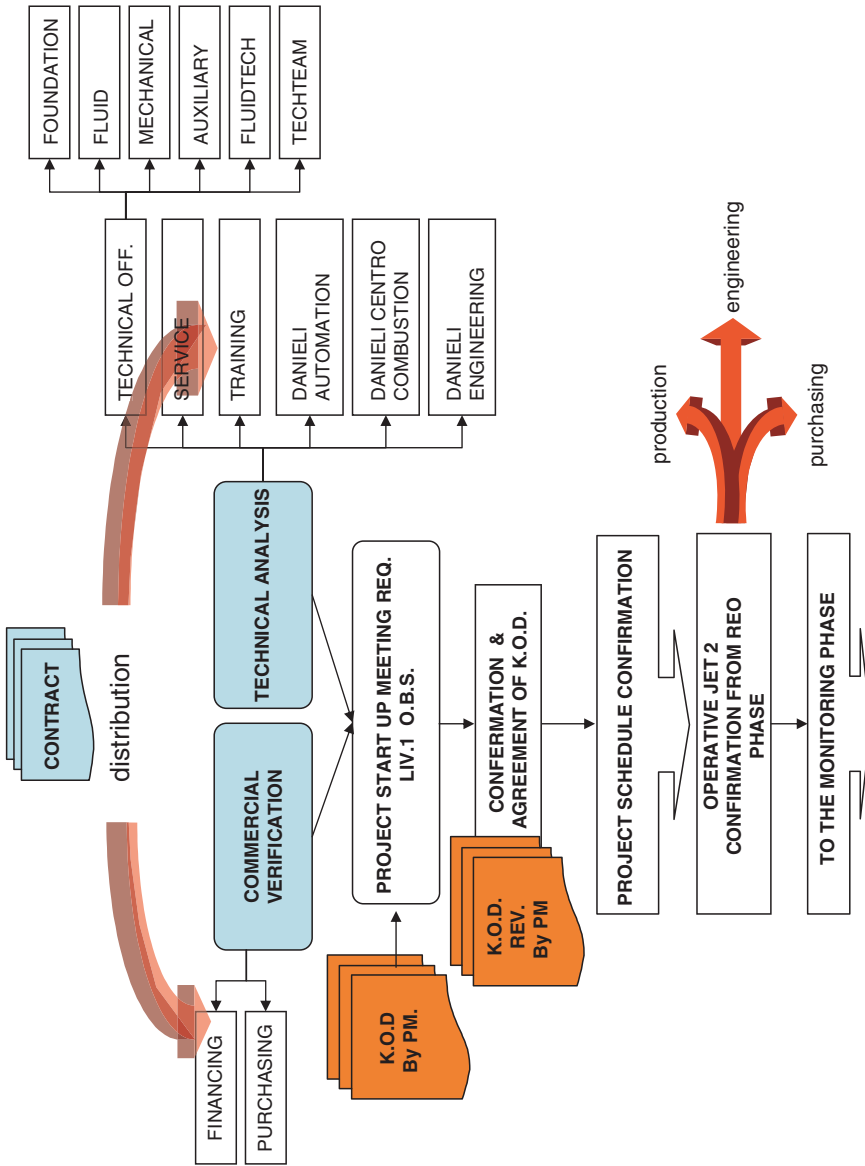 CONTRACT
distribution
FINANCING
PURCHASING
COMMERCIAL
VERIFICATION
TECHNICAL ANALYSIS
TECHNICAL OFF.
SERVICE
TRAINING
DANIELI
AUTOMATION
DANIELI CENTRO
COMBUSTION
DANIELI
ENGINEERING
FOUNDATION
FLUID
MECHANICAL
AUXILIARY
FLUIDTECH
TECHTEAM
K.O.D
By PM.
PROJECT START UP MEETING REQ.
LIV.1 O.B.S.
K.O.D.
REV.
By PM
CONFERMATION &
AGREEMENT OF K.O.D.
PROJECT SCHEDULE CONFIRMATION
OPERATIVE JET 2
CONFIRMATION FROM REO
PHASE
production
engineering
purchasing
TO THE MONITORING PHASE